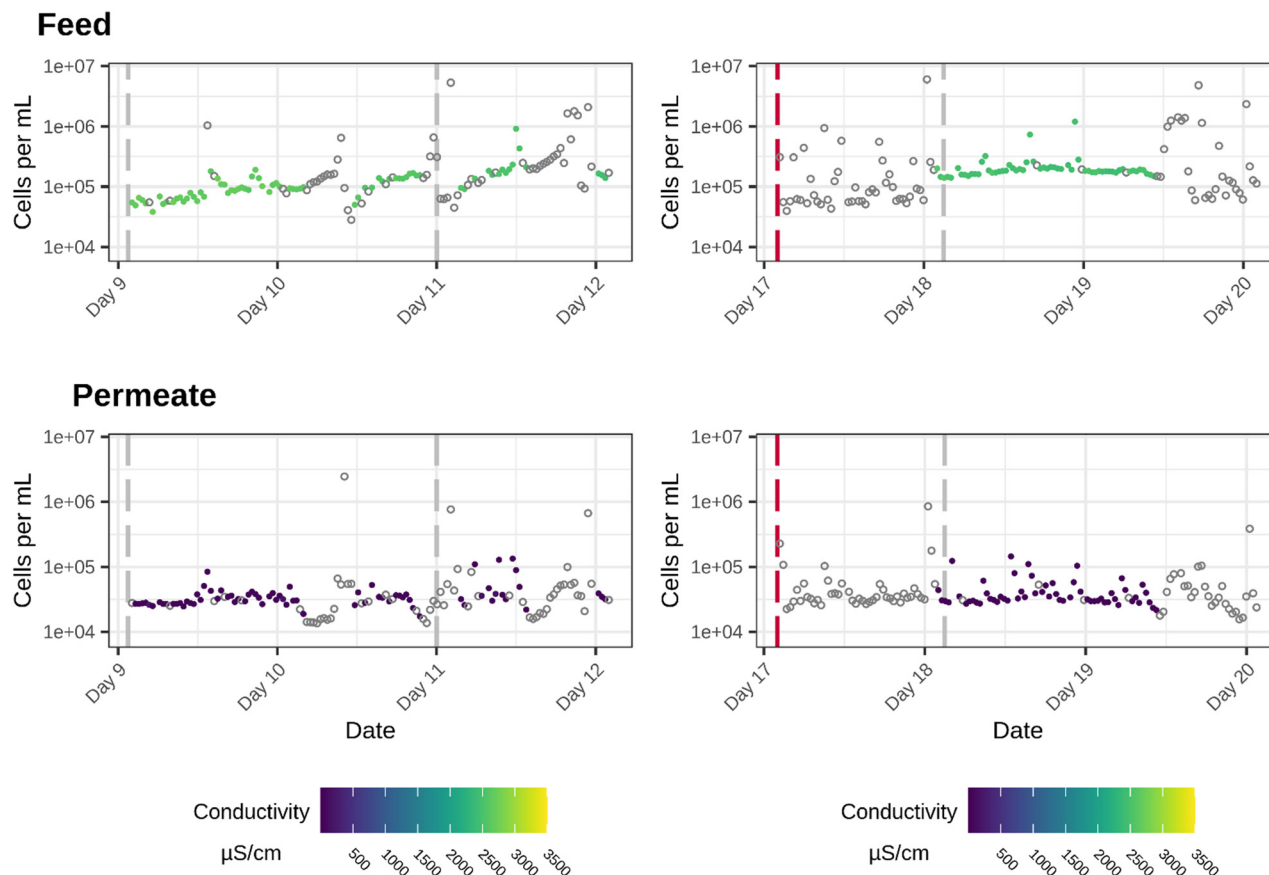 Feed
Cells per mL
1e+07
1e+06
1e+05
1e+04
Day 9
Day 10
Day 11
Day 12
Cells per mL
1e+07
1e+06
1e+05
1e+04
Day 17
Day 18
Day 19
Day 20
Permeate
Cells per mL
1e+07
1e+06
1e+05
1e+04
Day 9
Day 10
Day 11
Day 12
Date
Cells per mL
1e+07
1e+06
1e+05
1e+04
Day 17
Day 18
Day 19
Day 20
Date
Conductivity
µS/cm
500
1000
1500
2000
2500
3000
3500
Conductivity
µS/cm
500
1000
1500
2000
2500
3000
3500